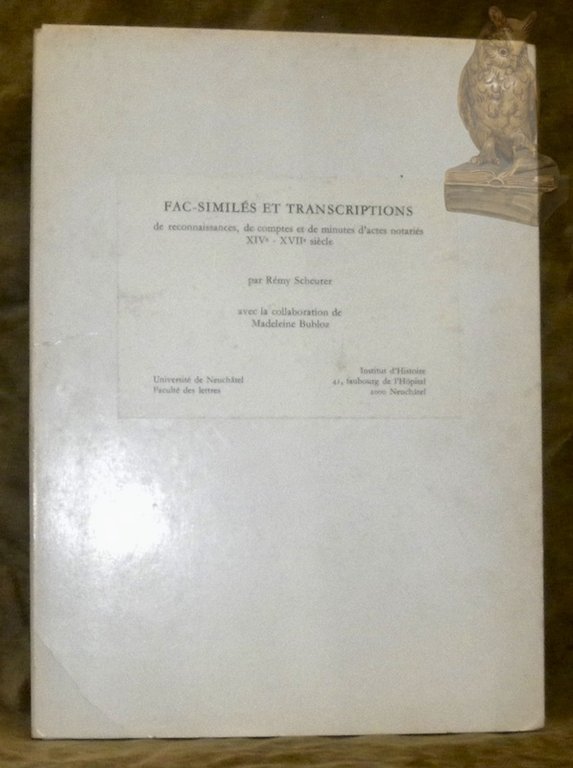 FAC-SIMILÉS ET TRANSCRIPTIONS
de reconnaissances, de comptes et de minutes d'actes notariés
XIVe - XVIIe siècle
par Rémy Scheurer
avec la collaboration de
Madeleine Bubloz
Université de Neuchâtel
Faculté des lettres
Institut d'Histoire
41, faubourg de l'Hôpital
2000 Neuchâtel